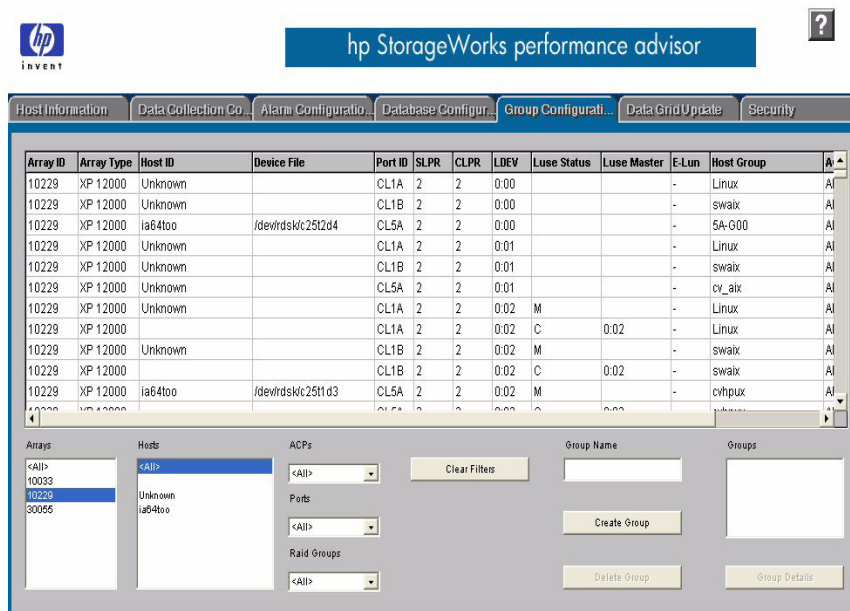 hp
invent
hp StorageWorks performance advisor
?
Host Information Data Collection Co... Alarm Configuratio... Database Configur... Group Configurati... Data Grid Update Security
Array ID Array Type Host ID Device File Port ID SLPR CLPR LDEV Luse Status Luse Master E-Lun Host Group
10229 XP 12000 Unknown CL1A 2 2 0:00 - Linux
10229 XP 12000 Unknown CL1B 2 2 0:00 - swaix
10229 XP 12000 ia64too /dev/rdsk/c25t2d4 CL5A 2 2 0:00 5A-G00
10229 XP 12000 Unknown CL1A 2 2 0:01 - Linux
10229 XP 12000 Unknown CL1B 2 2 0:01 - swaix
10229 XP 12000 Unknown CL5A 2 2 0:01 - cv_aix
10229 XP 12000 Unknown CL1A 2 2 0:02 M - Linux
10229 XP 12000 CL1A 2 2 0:02 C 0:02 - Linux
10229 XP 12000 Unknown CL1B 2 2 0:02 M - swaix
10229 XP 12000 CL1B 2 2 0:02 C 0:02 - swaix
10229 XP 12000 ia64too /dev/rdsk/c25t1d3 CL5A 2 2 0:02 M - cvhpux
Arrays
<All>
10033
10229
30055
Hosts
<All>
Unknown
ia64too
ACPs
<All>
Ports
<All>
Raid Groups
<All>
Clear Filters
Group Name
Create Group
Delete Group
Groups
Group Details